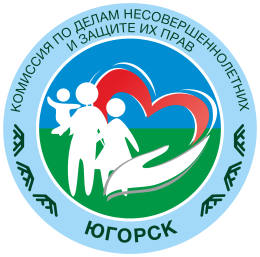 КОМИССИЯ ПО ДЕЛАМ НЕСОВЕРШЕННОЛЕТНИХ
И ЗАЩИТЕ ИХ ПРАВ
ЮГОРСК